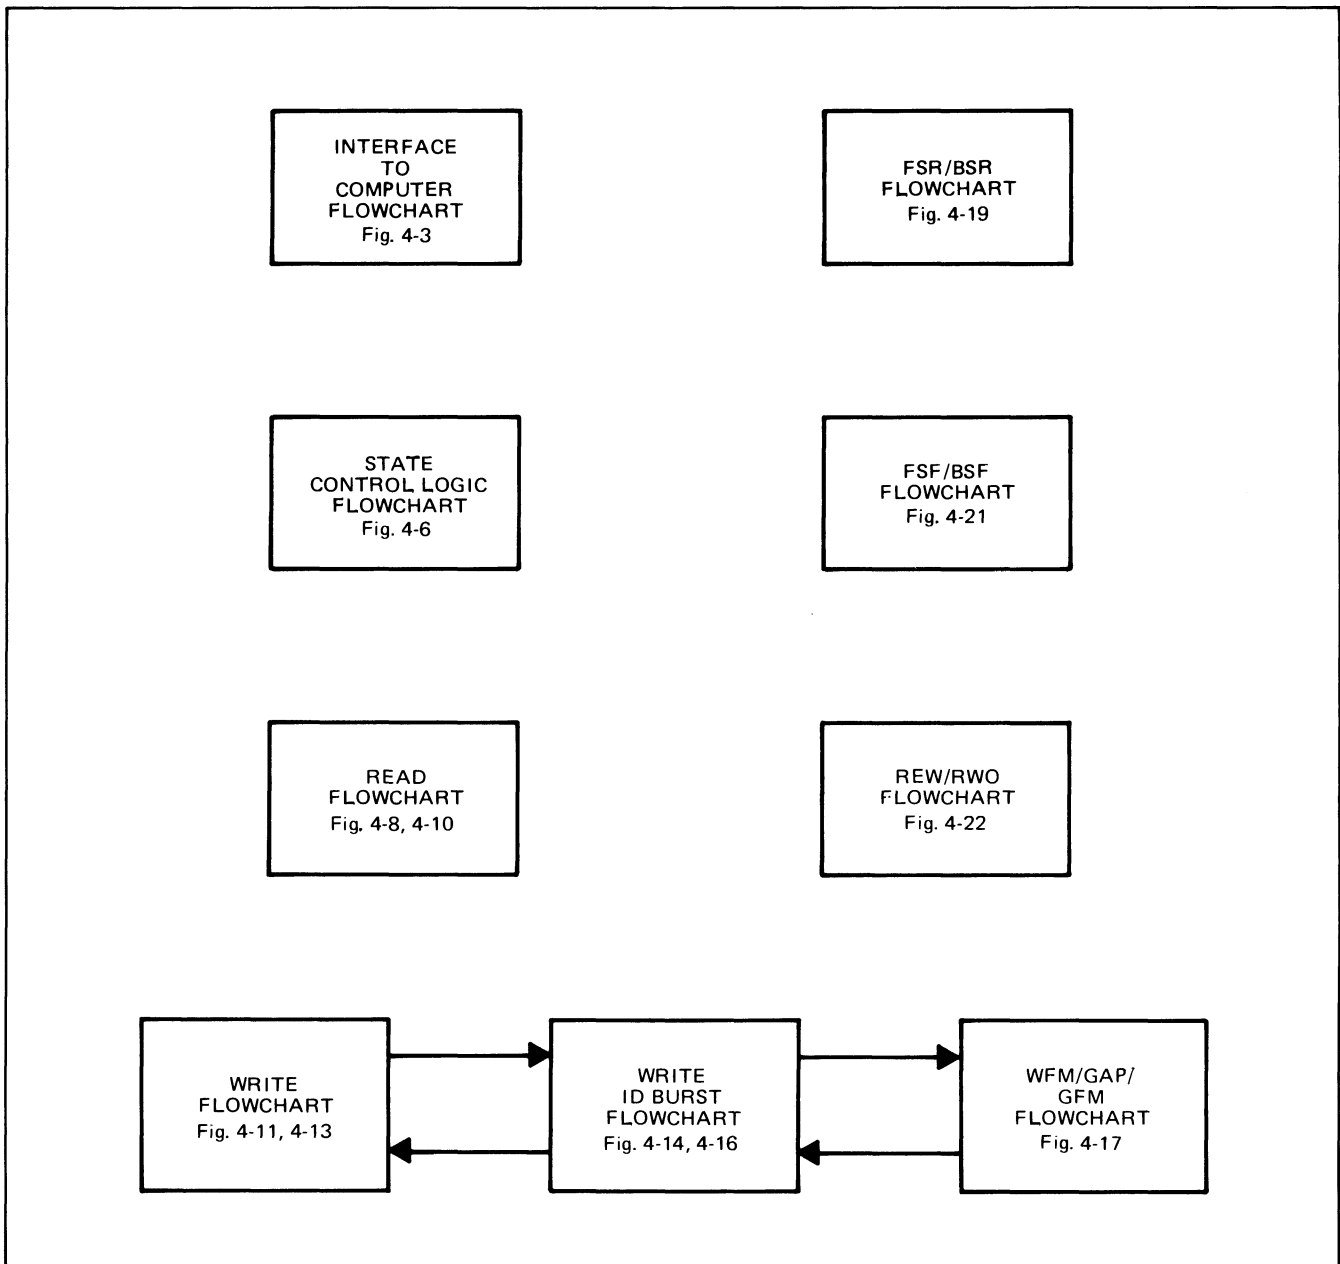 INTERFACE
TO
COMPUTER
FLOWCHART
Fig. 4-3
FSR/BSR
FLOWCHART
Fig. 4-19
STATE
CONTROL LOGIC
FLOWCHART
Fig. 4-6
FSF/BSF
FLOWCHART
Fig. 4-21
READ
FLOWCHART
Fig. 4-8, 4-10
REW/RWO
FLOWCHART
Fig. 4-22
WRITE
FLOWCHART
Fig. 4-11, 4-13
WRITE
ID BURST
FLOWCHART
Fig. 4-14, 4-16
WFM/GAP/
GFM
FLOWCHART
Fig. 4-17